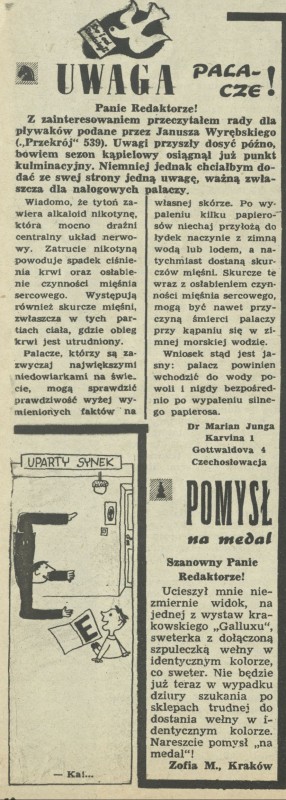 UWAGA PALA-
CZE!
Panie Redaktorze!
Z zainteresowaniem przeczytałem rady dla
pływaków podane przez Janusza Wyrębskiego
(„Przekrój” 539). Uwagi przyszły dosyć późno,
bowiem sezon kąpielowy osiągnął już punkt
kulminacyjny. Niemniej jednak chciałbym do-
dać ze swej strony jedną uwagę, ważną zwła-
szcza dla nałogowych palaczy.
Wiadomo, że tytoń za-
wiera alkaloid nikotynę,
która mocno drażni
centralny układ nerwo-
wy. Zatrucie nikotyną
powoduje spadek ciśnie-
nia krwi oraz osłabie-
nie czynności mięśnia
sercowego. Występują
również skurcze mięśni,
zwłaszcza w tych par-
tiach ciała, gdzie obieg
krwi jest utrudniony.
Palacze, którzy są za-
zwyczaj największymi
niedowiarkami na świe-
cie, mogą sprawdzić
prawdziwość wyżej wy-
mienionych faktów na
własnej skórze. Po wy-
paleniu kilku papiero-
sów niechaj przyłożą do
łydek naczynie z zimną
wodą lub lodem, a na-
tychmiast dostaną skur-
czów mięśni. Skurcze te
wraz z osłabieniem czyn-
ności mięśnia sercowego,
mogą być nawet przy-
czyną śmierci palaczy
przy kąpaniu się w zi-
mnej morskiej wodzie.
Wniosek stąd jest ja-
sny: palacz powinien
wchodzić do wody po-
woli i nigdy bezpośred-
nio po wypaleniu silne-
go papierosa.
Dr Marian Junga
Karvina 1
Gottwaldova 4
Czechosłowacja
UPARTY SYNEK
E
— Ka!...
POMYSŁ
na medal
Szanowny Panie
Redaktorze!
Ucieszył mnie nie-
zmiernie widok, na
jednej z wystaw kra-
kowskiego „Galluxu”,
sweterka z dołączoną
szpuleczką wełny w
identycznym kolorze,
co sweter. Nie będzie
już teraz w wypadku
dziury szukania po
sklepach trudnej do
dostania wełny w i-
dentycznym kolorze.
Nareszcie pomysł „na
medal”!
Zofia M., Kraków